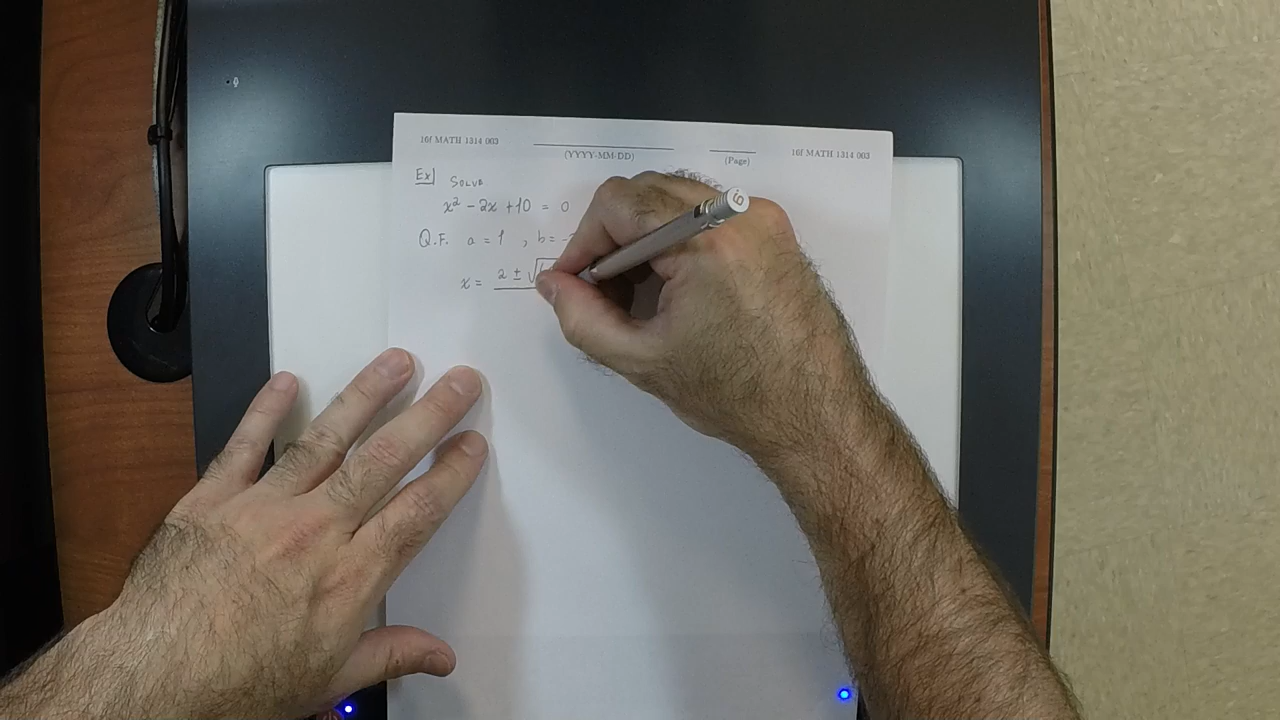 16f MATH 1314 003 (YYYY-MM-DD) (Page) 16f MATH 1314 003
Ex SOLVE
x² - 2x + 10 = 0
Q.F. a = 1 , b = -
x = 2 ± √